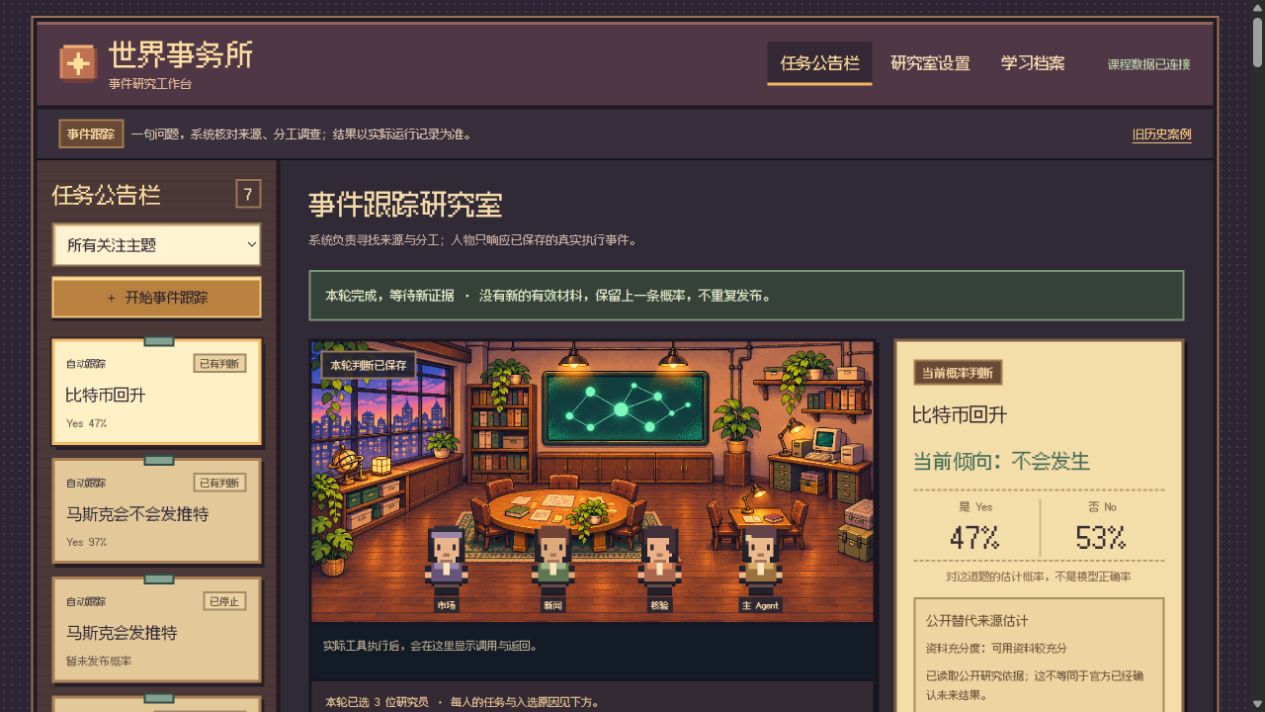 世界事务所
事件研究工作台
任务公告栏
研究室设置
学习档案
课程数据已连接
事件跟踪
一句问题，系统核对来源、分工调查；结果以实际运行记录为准。
旧历史案例
任务公告栏
7
所有关注主题
+ 开始事件跟踪
自动跟踪
已有判断
比特币回升
Yes 47%
自动跟踪
已有判断
马斯克会不会发推特
Yes 97%
自动跟踪
已停止
马斯克会发推特
暂未发布概率
事件跟踪研究室
系统负责寻找来源与分工；人物只响应已保存的真实执行事件。
本轮完成，等待新证据 · 没有新的有效材料，保留上一条概率，不重复发布。
本轮判断已保存
市场
新闻
核验
主 Agent
实际工具执行后，会在这里显示调用与返回。
本轮已选 3 位研究员 · 每人的任务与入选原因见下方。
当前概率判断
比特币回升
当前倾向：不会发生
是 Yes
47%
否 No
53%
对这道题的估计概率，不是模型正确率
公开替代来源估计
资料充分度：可用资料较充分
已读取公开研究依据；这不等同于官方已经确
认未来结果。